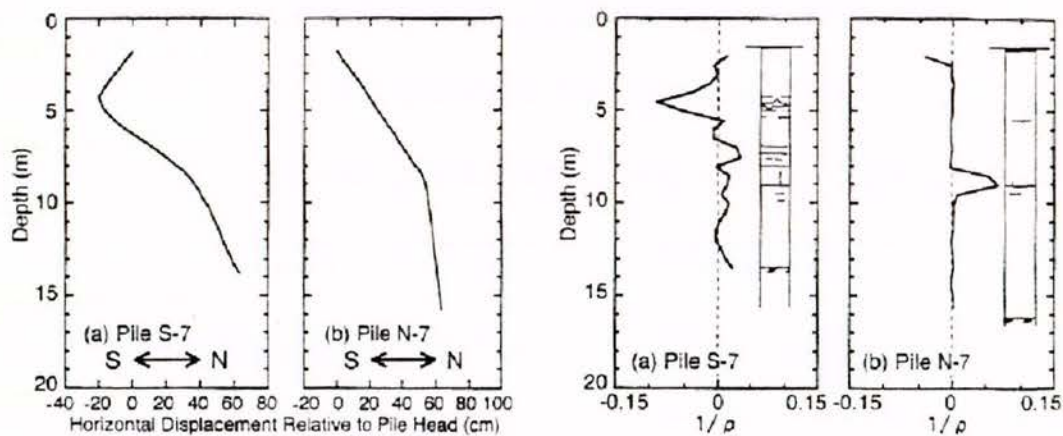 0
5
10
15
20
Depth (m)
(a) Pile S-7
S N
-40 -20 0 20 40 60 80
(b) Pile N-7
S N
-20 0 20 40 60 80 100
Horizontal Displacement Relative to Pile Head (cm)
0
5
10
15
20
Depth (m)
(a) Pile S-7
-0.15 0 0.15
1/ρ
(b) Pile N-7
-0.15 0 0.15
1/ρ